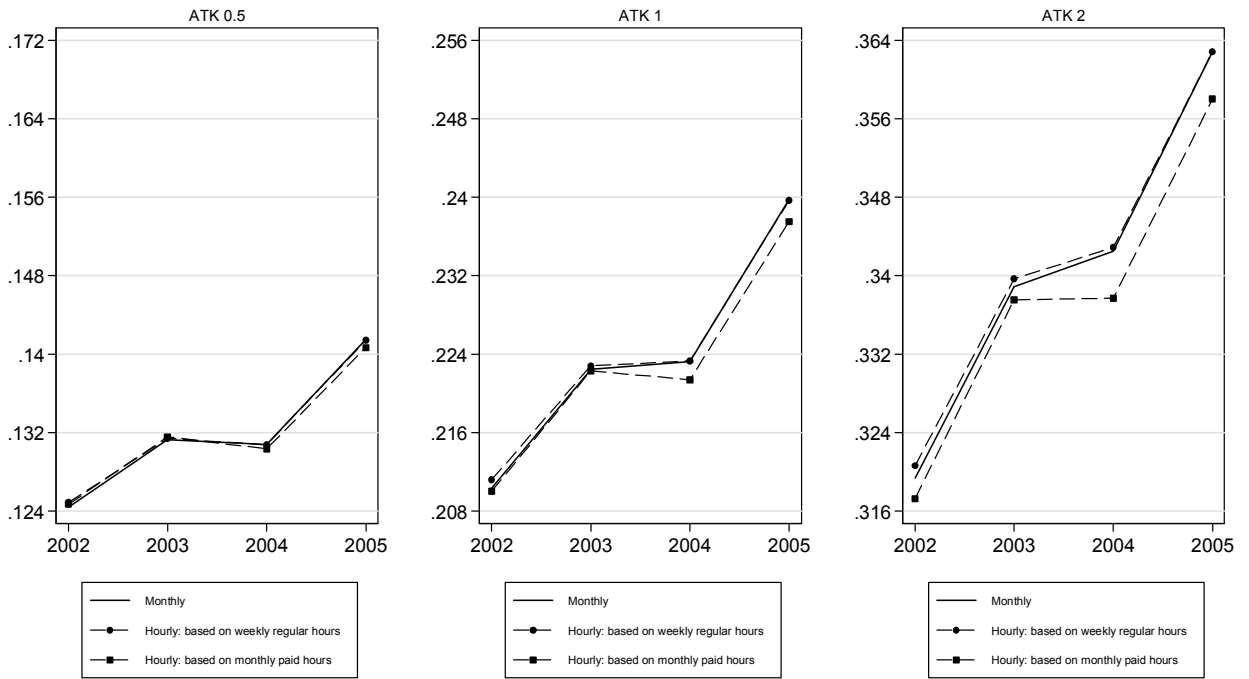 ATK 0.5
.172
.164
.156
.148
.14
.132
.124
2002 2003 2004 2005
Monthly
Hourly: based on weekly regular hours
Hourly: based on monthly paid hours
ATK 1
.256
.248
.24
.232
.224
.216
.208
2002 2003 2004 2005
Monthly
Hourly: based on weekly regular hours
Hourly: based on monthly paid hours
ATK 2
.364
.356
.348
.34
.332
.324
.316
2002 2003 2004 2005
Monthly
Hourly: based on weekly regular hours
Hourly: based on monthly paid hours